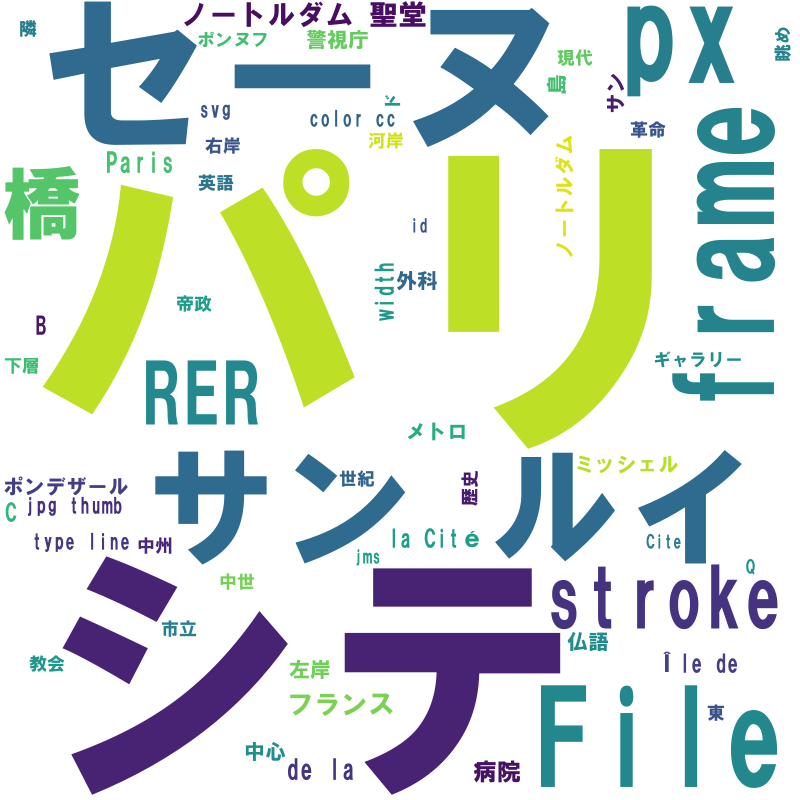 ノートルダム 聖堂
隣
ポンヌフ
警視庁
セーヌ
px
現代
眺め
島
サン
ド
svg
color cc
革命
右岸
河岸
frame
Paris
英語
橋
パリ
ノートルダム
id
width
外科
帝政
B
下層
ギャラリー
RER
メトロ
サン ルイ
ミッシェル
世紀
歴史
ポンデザール
C
jpg thumb
type line
中州
la Cité
Cite
jms
Q
中世
シテ
stroke
市立
仏語
教会
左岸
Île de
フランス
東
File
中心
de la
病院